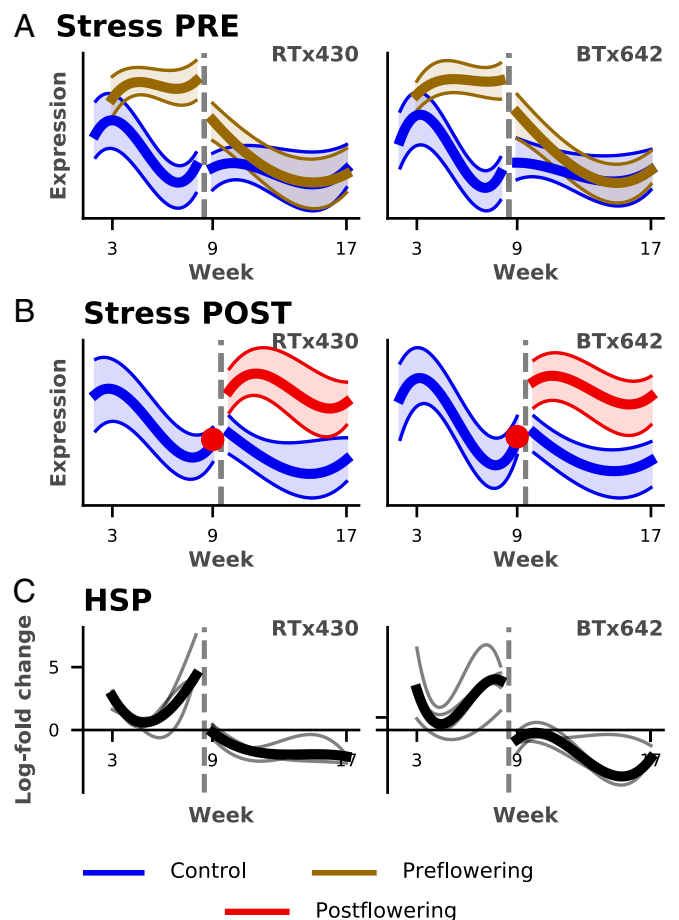 A Stress PRE
RTx430 BTx642
Expression
3 9 17 3 9 17
Week Week
B Stress POST
RTx430 BTx642
Expression
3 9 17 3 9 17
Week Week
C HSP
RTx430 BTx642
Log-fold change
5
0
3 9 17 3 9 17
Week Week
Control Preflowering
Postflowering